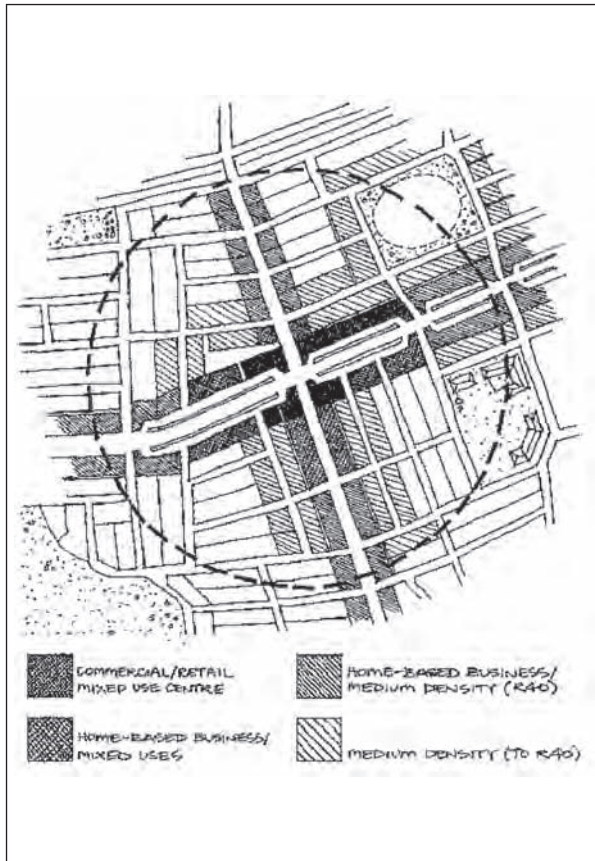 COMMERCIAL/RETAIL
MIXED USE CENTRE
HOME-BASED BUSINESS/
MIXED USES
HOME-BASED BUSINESS/
MEDIUM DENSITY (R40)
MEDIUM DENSITY (TO R40)